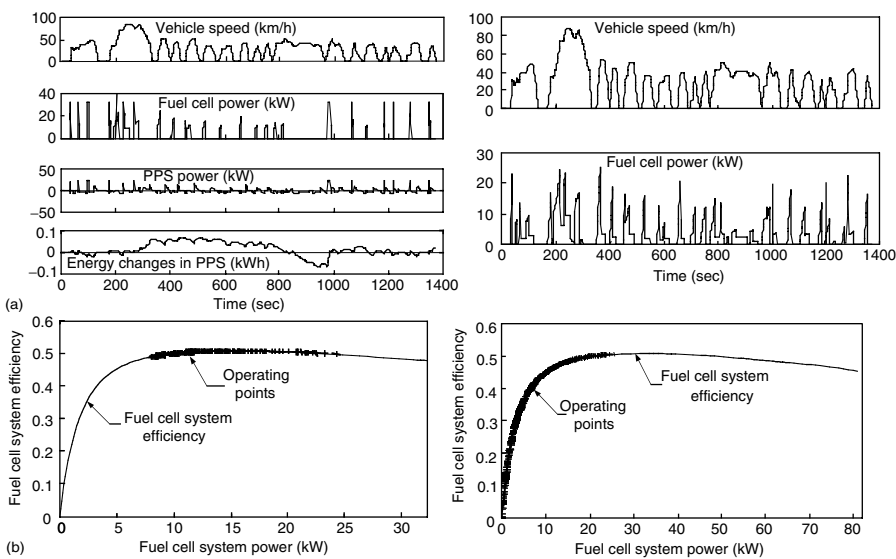 (a)
Vehicle speed (km/h)
100
50
0
Fuel cell power (kW)
40
20
0
PPS power (kW)
50
0
−50
0.1
0
−0.1
Energy changes in PPS (kWh)
0 200 400 600 800 1000 1200 1400
Time (sec)
Vehicle speed (km/h)
100
80
60
40
20
0
Fuel cell power (kW)
30
20
10
0
0 200 400 600 800 1000 1200 1400
Time (sec)
(b)
Fuel cell system efficiency
0.6
0.5
0.4
0.3
0.2
0.1
0
Operating
points
Fuel cell system
efficiency
0 5 10 15 20 25 30
Fuel cell system power (kW)
Fuel cell system efficiency
0.6
0.5
0.4
0.3
0.2
0.1
0
Fuel cell system
efficiency
Operating
points
0 10 20 30 40 50 60 70 80
Fuel cell system power (kW)